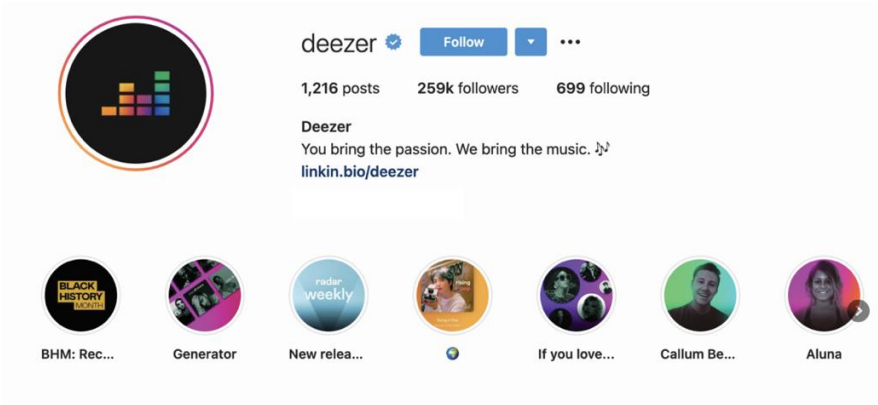 deezer
Follow
1,216 posts 259k followers 699 following
Deezer
You bring the passion. We bring the music. 🎶
linkin.bio/deezer
BLACK
HISTORY
MONTH
radar
weekly
rising
BHM: Rec... Generator New relea... 🌍 If you love... Callum Be... Aluna